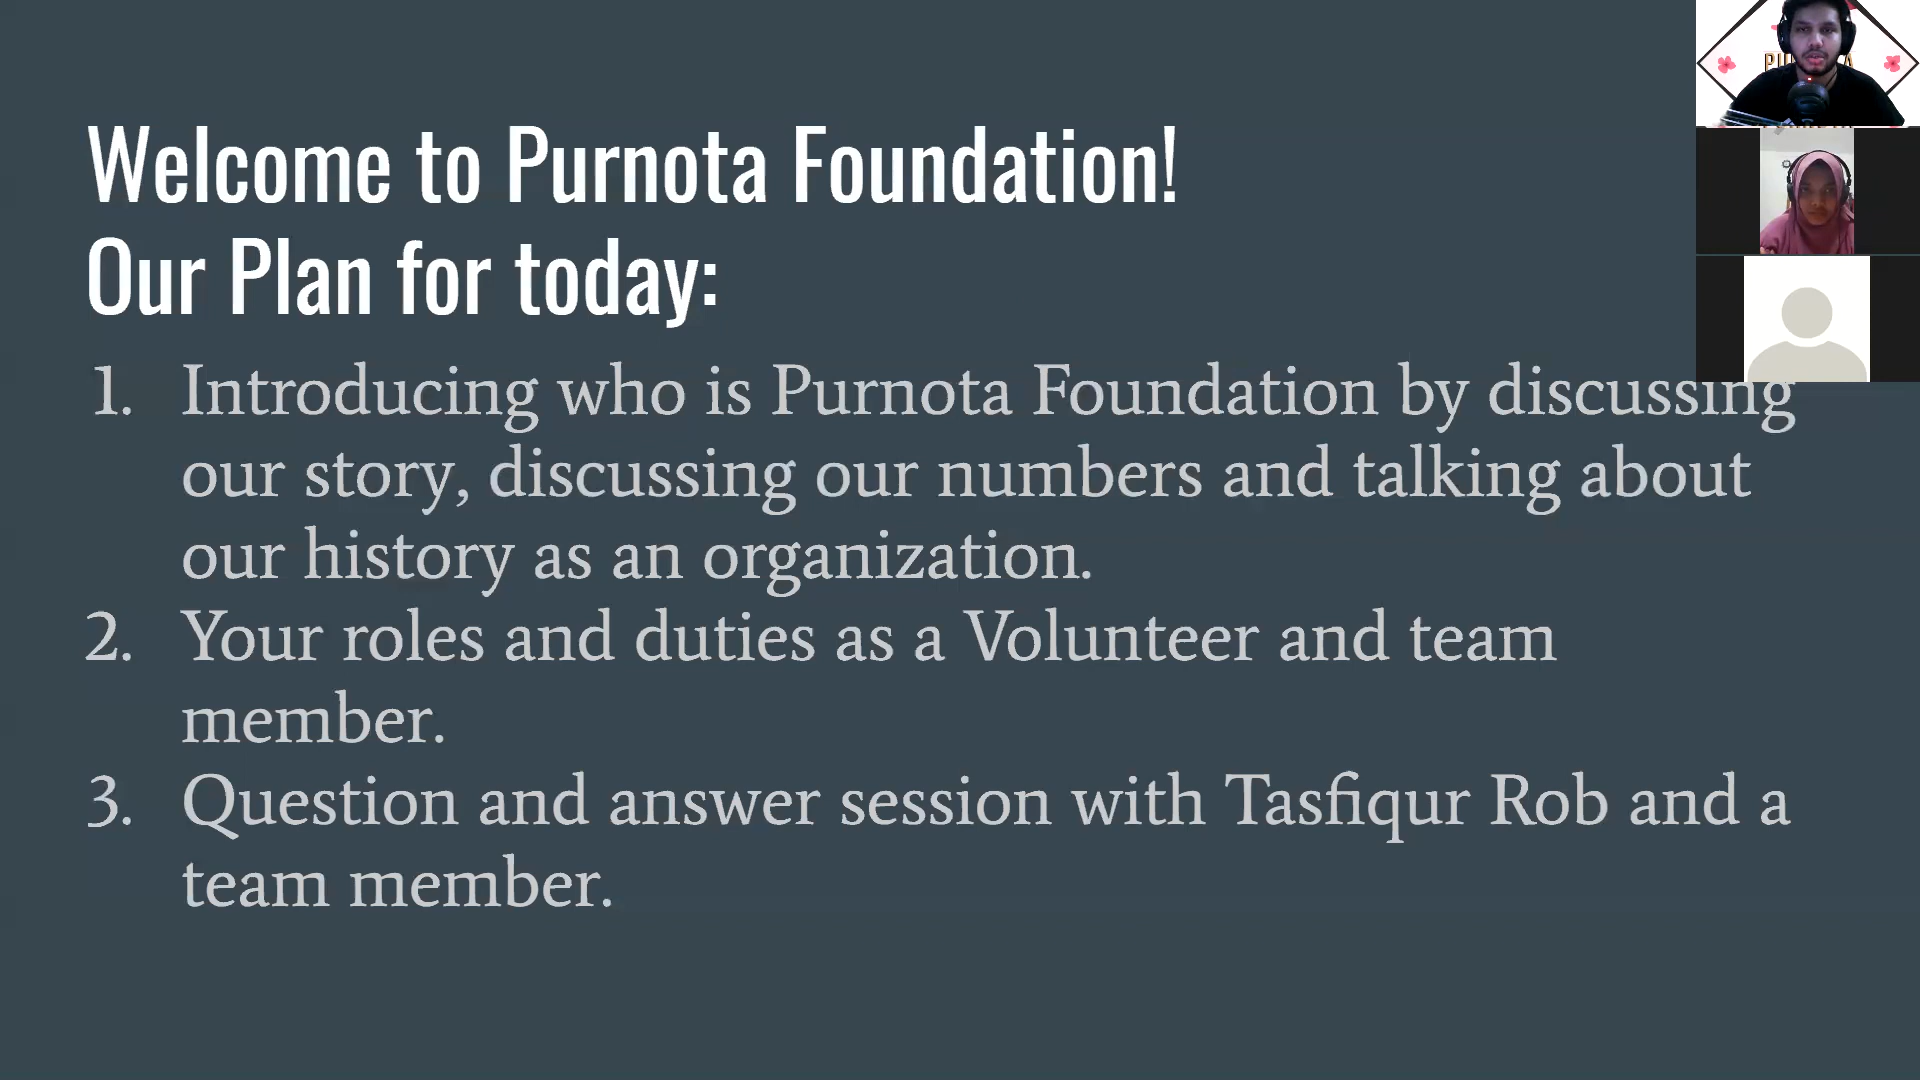 Welcome to Purnota Foundation!
Our Plan for today:
1. Introducing who is Purnota Foundation by discussing
our story, discussing our numbers and talking about
our history as an organization.
2. Your roles and duties as a Volunteer and team
member.
3. Question and answer session with Tasfiqur Rob and a
team member.